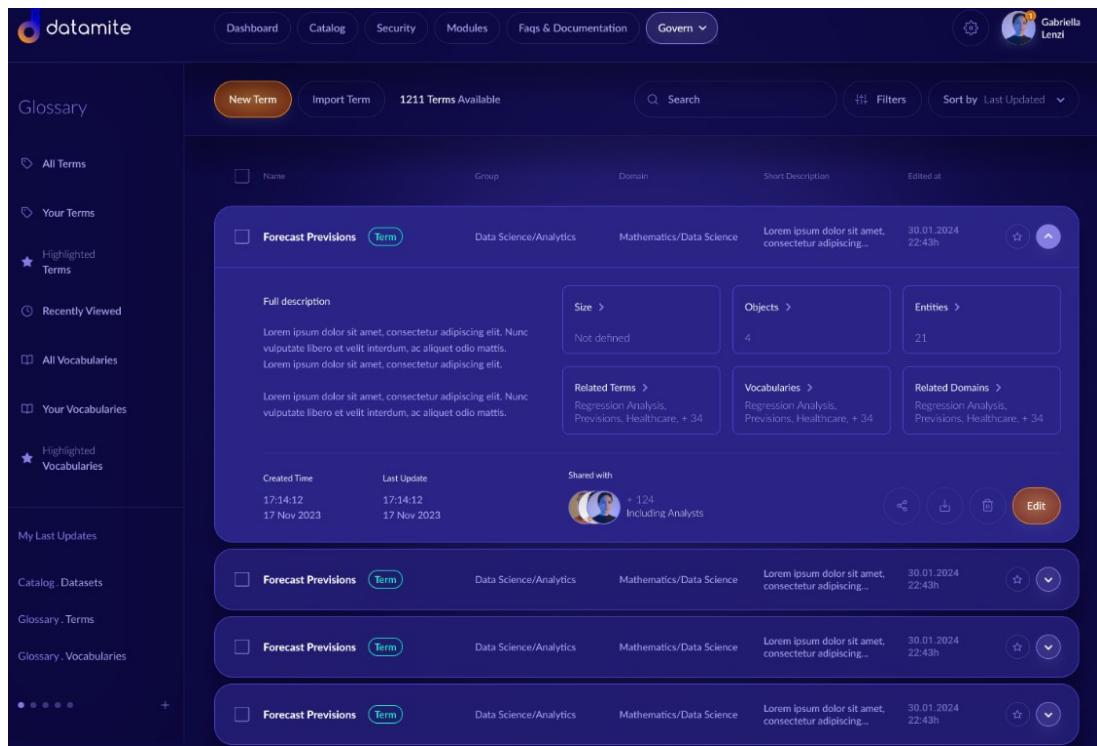 datamite
Dashboard
Catalog
Security
Modules
Faqs & Documentation
Govern
1
Gabriella
Lenzi
Glossary
All Terms
Your Terms
Highlighted
Terms
Recently Viewed
All Vocabularies
Your Vocabularies
Highlighted
Vocabularies
My Last Updates
Catalog . Datasets
Glossary . Terms
Glossary . Vocabularies
+
New Term
Import Term
1211 Terms Available
Search
Filters
Sort by Last Updated
Name
Group
Domain
Short Description
Edited at
Forecast Previsions
Term
Data Science/Analytics
Mathematics/Data Science
Lorem ipsum dolor sit amet,
consectetur adipiscing...
30.01.2024
22:43h
Full description
Lorem ipsum dolor sit amet, consectetur adipiscing elit. Nunc
vulputate libero et velit interdum, ac aliquet odio mattis.
Lorem ipsum dolor sit amet, consectetur adipiscing elit.
Lorem ipsum dolor sit amet, consectetur adipiscing elit. Nunc
vulputate libero et velit interdum, ac aliquet odio mattis.
Size >
Not defined
Objects >
4
Entities >
21
Related Terms >
Regression Analysis,
Previsions, Healthcare, + 34
Vocabularies >
Regression Analysis,
Previsions, Healthcare, + 34
Related Domains >
Regression Analysis,
Previsions, Healthcare, + 34
Created Time
17:14:12
17 Nov 2023
Last Update
17:14:12
17 Nov 2023
Shared with
+ 124
Including Analysts
Edit
Forecast Previsions
Term
Data Science/Analytics
Mathematics/Data Science
Lorem ipsum dolor sit amet,
consectetur adipiscing...
30.01.2024
22:43h
Forecast Previsions
Term
Data Science/Analytics
Mathematics/Data Science
Lorem ipsum dolor sit amet,
consectetur adipiscing...
30.01.2024
22:43h
Forecast Previsions
Term
Data Science/Analytics
Mathematics/Data Science
Lorem ipsum dolor sit amet,
consectetur adipiscing...
30.01.2024
22:43h